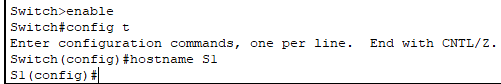 Switch>enable
Switch#config t
Enter configuration commands, one per line.  End with CNTL/Z.
Switch(config)#hostname S1
S1(config)#